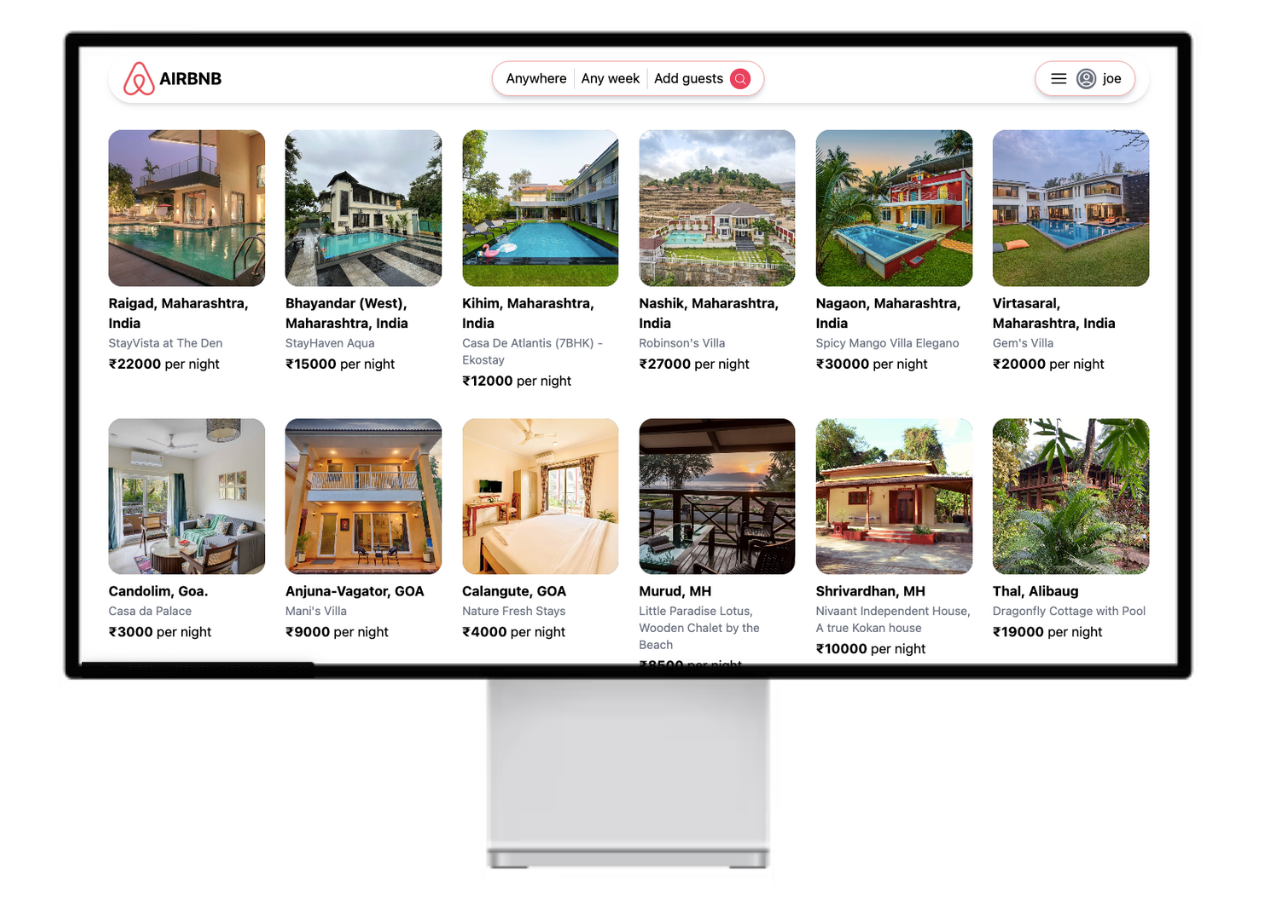 AIRBNB
Anywhere Any week Add guests
joe
Raigad, Maharashtra,
India
StayVista at The Den
₹22000 per night
Bhayandar (West),
Maharashtra, India
StayHaven Aqua
₹15000 per night
Kihim, Maharashtra,
India
Casa De Atlantis (7BHK) -
Ekostay
₹12000 per night
Nashik, Maharashtra,
India
Robinson's Villa
₹27000 per night
Nagaon, Maharashtra,
India
Spicy Mango Villa Elegano
₹30000 per night
Virtasaral,
Maharashtra, India
Gem's Villa
₹20000 per night
Candolim, Goa.
Casa da Palace
₹3000 per night
Anjuna-Vagator, GOA
Mani's Villa
₹9000 per night
Calangute, GOA
Nature Fresh Stays
₹4000 per night
Murud, MH
Little Paradise Lotus,
Wooden Chalet by the
Beach
₹8500 per night
Shrivardhan, MH
Nivaant Independent House,
A true Kokan house
₹10000 per night
Thal, Alibaug
Dragonfly Cottage with Pool
₹19000 per night